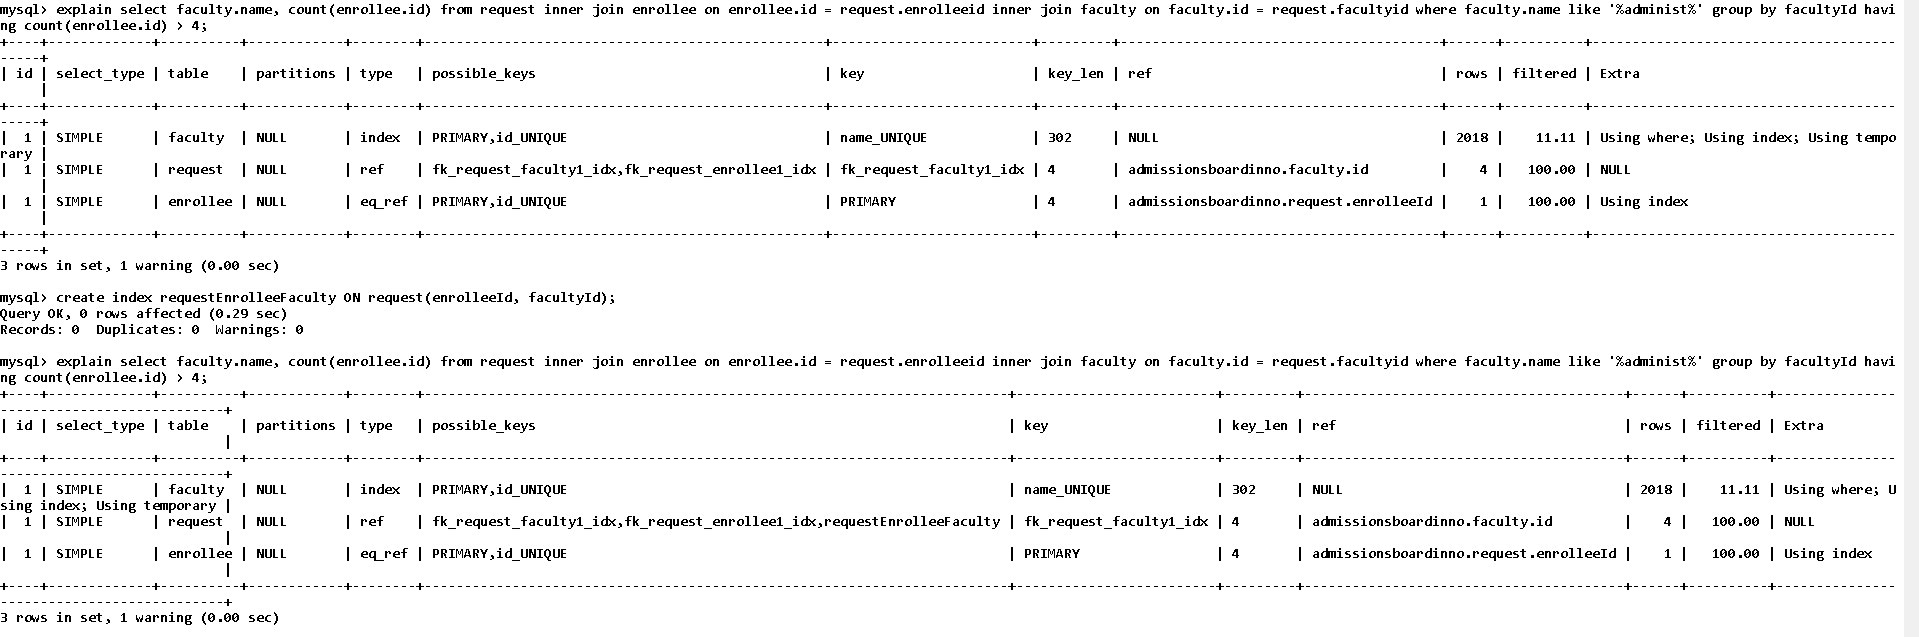 mysql> explain select faculty.name, count(enrollee.id) from request inner join enrollee on enrollee.id = request.enrolleeid inner join faculty on faculty.id = request.facultyid where faculty.name like '%administ%' group by facultyId havi
ng count(enrollee.id) > 4;
+----+-------------+----------+------------+--------+---------------------------------------------------+-------------------------+---------+---------------------------------------+------+----------+--------------------------------------
-----+
| id | select_type | table    | partitions | type   | possible_keys                                     | key                     | key_len | ref                                   | rows | filtered | Extra
     |
+----+-------------+----------+------------+--------+---------------------------------------------------+-------------------------+---------+---------------------------------------+------+----------+--------------------------------------
-----+
|  1 | SIMPLE      | faculty  | NULL       | index  | PRIMARY,id_UNIQUE                                 | name_UNIQUE             | 302     | NULL                                  | 2018 |    11.11 | Using where; Using index; Using tempo
rary |
|  1 | SIMPLE      | request  | NULL       | ref    | fk_request_faculty1_idx,fk_request_enrollee1_idx | fk_request_faculty1_idx | 4       | admissionsboardinno.faculty.id        |    4 |   100.00 | NULL
     |
|  1 | SIMPLE      | enrollee | NULL       | eq_ref | PRIMARY,id_UNIQUE                                 | PRIMARY                 | 4       | admissionsboardinno.request.enrolleeId |    1 |   100.00 | Using index
     |
+----+-------------+----------+------------+--------+---------------------------------------------------+-------------------------+---------+---------------------------------------+------+----------+--------------------------------------
-----+
3 rows in set, 1 warning (0.00 sec)
mysql> create index requestEnrolleeFaculty ON request(enrolleeId, facultyId);
Query OK, 0 rows affected (0.29 sec)
Records: 0  Duplicates: 0  Warnings: 0
mysql> explain select faculty.name, count(enrollee.id) from request inner join enrollee on enrollee.id = request.enrolleeid inner join faculty on faculty.id = request.facultyid where faculty.name like '%administ%' group by facultyId havi
ng count(enrollee.id) > 4;
+----+-------------+----------+------------+--------+--------------------------------------------------------------------------+-------------------------+---------+----------------------------------------+------+----------+---------------
----------------------------+
| id | select_type | table    | partitions | type   | possible_keys                                                            | key                     | key_len | ref                                    | rows | filtered | Extra
                            |
+----+-------------+----------+------------+--------+--------------------------------------------------------------------------+-------------------------+---------+----------------------------------------+------+----------+---------------
----------------------------+
|  1 | SIMPLE      | faculty  | NULL       | index  | PRIMARY,id_UNIQUE                                                        | name_UNIQUE             | 302     | NULL                                   | 2018 |    11.11 | Using where; U
sing index; Using temporary |
|  1 | SIMPLE      | request  | NULL       | ref    | fk_request_faculty1_idx,fk_request_enrollee1_idx,requestEnrolleeFaculty | fk_request_faculty1_idx | 4       | admissionsboardinno.faculty.id         |    4 |   100.00 | NULL
                            |
|  1 | SIMPLE      | enrollee | NULL       | eq_ref | PRIMARY,id_UNIQUE                                                        | PRIMARY                 | 4       | admissionsboardinno.request.enrolleeId |    1 |   100.00 | Using index
                            |
+----+-------------+----------+------------+--------+--------------------------------------------------------------------------+-------------------------+---------+----------------------------------------+------+----------+---------------
----------------------------+
3 rows in set, 1 warning (0.00 sec)